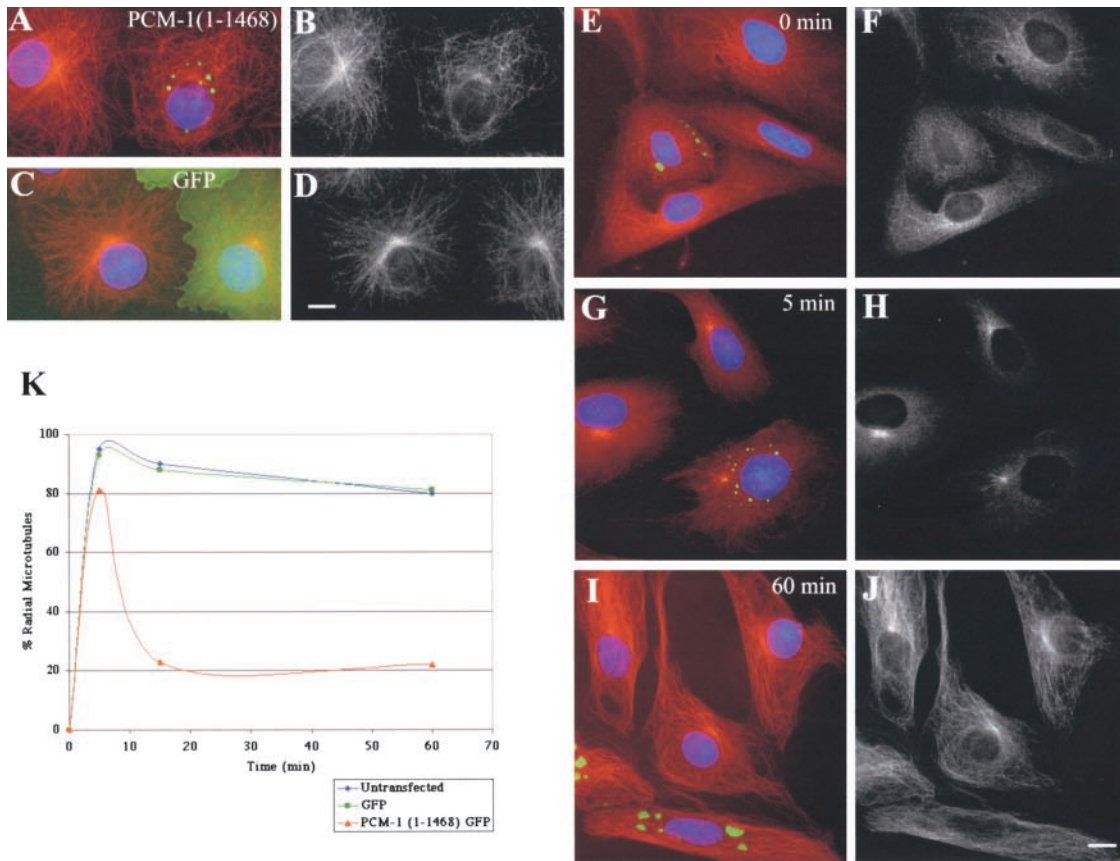 A PCM-1(1-1468)
B
C GFP
D
E 0 min
F
G 5 min
H
I 60 min
J
K
100
80
60
40
20
0
% Radial Microtubules
0 10 20 30 40 50 60 70
Time (min)
Untransfected
GFP
PCM-1 (1-1468) GFP